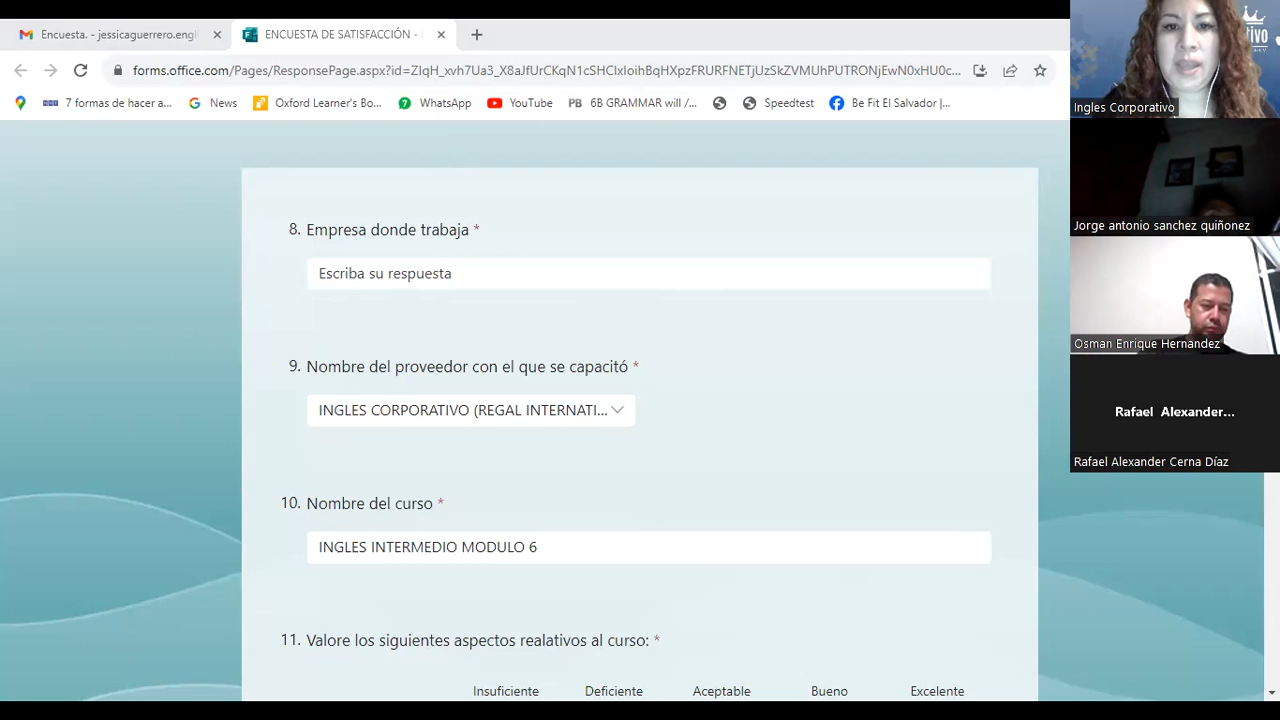 Encuesta. - jessicaguerrero.engl
ENCUESTA DE SATISFACCIÓN -
forms.office.com/Pages/ResponsePage.aspx?id=
7 formas de hacer a...
News
Oxford Learner's Bo...
WhatsApp
YouTube
PB 6B GRAMMAR will /...
Speedtest
Be Fit El Salvador |...
8. Empresa donde trabaja *
Escriba su respuesta
9. Nombre del proveedor con el que se capacitó *
INGLES CORPORATIVO (REGAL INTERNATI...
10. Nombre del curso *
INGLES INTERMEDIO MODULO 6
11. Valore los siguientes aspectos realativos al curso: *
Insuficiente Deficiente Aceptable Bueno Excelente
Ingles Corporativo
Jorge antonio sanchez quiñonez
Osman Enrique Hernandez
Rafael Alexander...
Rafael Alexander Cerna Díaz